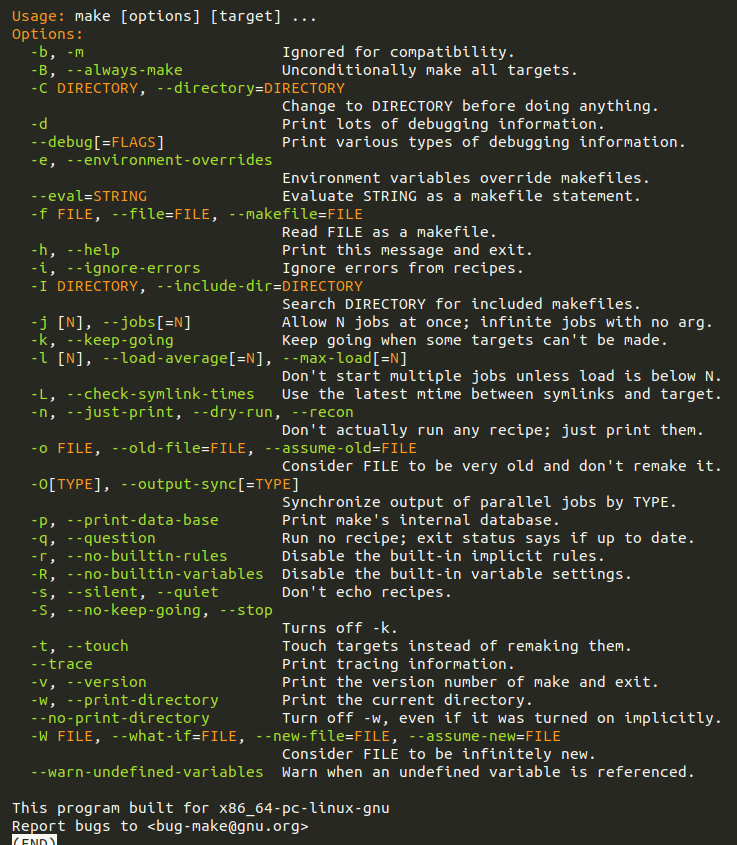 Usage: make [options] [target] ...
Options:
  -b, -m                      Ignored for compatibility.
  -B, --always-make           Unconditionally make all targets.
  -C DIRECTORY, --directory=DIRECTORY
                              Change to DIRECTORY before doing anything.
  -d                          Print lots of debugging information.
  --debug[=FLAGS]             Print various types of debugging information.
  -e, --environment-overrides
                              Environment variables override makefiles.
  --eval=STRING               Evaluate STRING as a makefile statement.
  -f FILE, --file=FILE, --makefile=FILE
                              Read FILE as a makefile.
  -h, --help                  Print this message and exit.
  -i, --ignore-errors         Ignore errors from recipes.
  -I DIRECTORY, --include-dir=DIRECTORY
                              Search DIRECTORY for included makefiles.
  -j [N], --jobs[=N]          Allow N jobs at once; infinite jobs with no arg.
  -k, --keep-going            Keep going when some targets can't be made.
  -l [N], --load-average[=N], --max-load[=N]
                              Don't start multiple jobs unless load is below N.
  -L, --check-symlink-times   Use the latest mtime between symlinks and target.
  -n, --just-print, --dry-run, --recon
                              Don't actually run any recipe; just print them.
  -o FILE, --old-file=FILE, --assume-old=FILE
                              Consider FILE to be very old and don't remake it.
  -O[TYPE], --output-sync[=TYPE]
                              Synchronize output of parallel jobs by TYPE.
  -p, --print-data-base       Print make's internal database.
  -q, --question              Run no recipe; exit status says if up to date.
  -r, --no-builtin-rules      Disable the built-in implicit rules.
  -R, --no-builtin-variables  Disable the built-in variable settings.
  -s, --silent, --quiet       Don't echo recipes.
  -S, --no-keep-going, --stop
                              Turns off -k.
  -t, --touch                 Touch targets instead of remaking them.
  --trace                     Print tracing information.
  -v, --version               Print the version number of make and exit.
  -w, --print-directory       Print the current directory.
  --no-print-directory        Turn off -w, even if it was turned on implicitly.
  -W FILE, --what-if=FILE, --new-file=FILE, --assume-new=FILE
                              Consider FILE to be infinitely new.
  --warn-undefined-variables  Warn when an undefined variable is referenced.

This program built for x86_64-pc-linux-gnu
Report bugs to <bug-make@gnu.org>
(END)